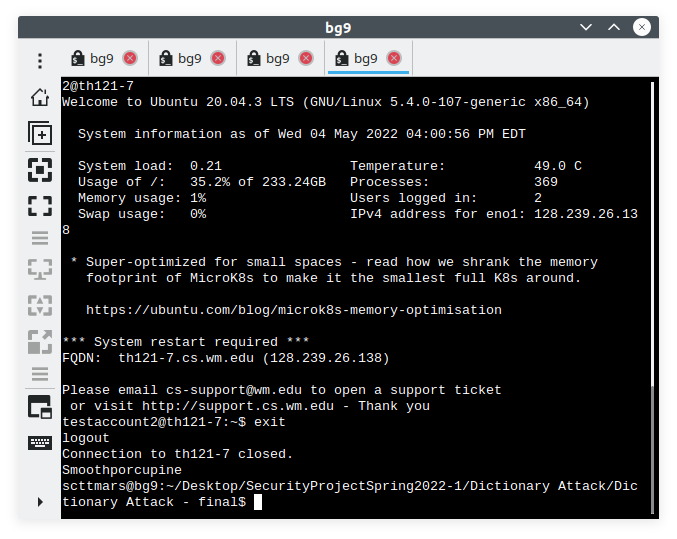 bg9
bg9 bg9 bg9 bg9
2@th121-7
Welcome to Ubuntu 20.04.3 LTS (GNU/Linux 5.4.0-107-generic x86_64)
System information as of Wed 04 May 2022 04:00:56 PM EDT
System load: 0.21 Temperature: 49.0 C
Usage of /: 35.2% of 233.24GB Processes: 369
Memory usage: 1% Users logged in: 2
Swap usage: 0% IPv4 address for eno1: 128.239.26.13
8
* Super-optimized for small spaces - read how we shrank the memory
footprint of MicroK8s to make it the smallest full K8s around.
https://ubuntu.com/blog/microk8s-memory-optimisation
*** System restart required ***
FQDN: th121-7.cs.wm.edu (128.239.26.138)
Please email cs-support@wm.edu to open a support ticket
or visit http://support.cs.wm.edu - Thank you
testaccount2@th121-7:~$ exit
logout
Connection to th121-7 closed.
Smoothporcupine
scttmars@bg9:~/Desktop/SecurityProjectSpring2022-1/Dictionary Attack/Dic
tionary Attack - final$